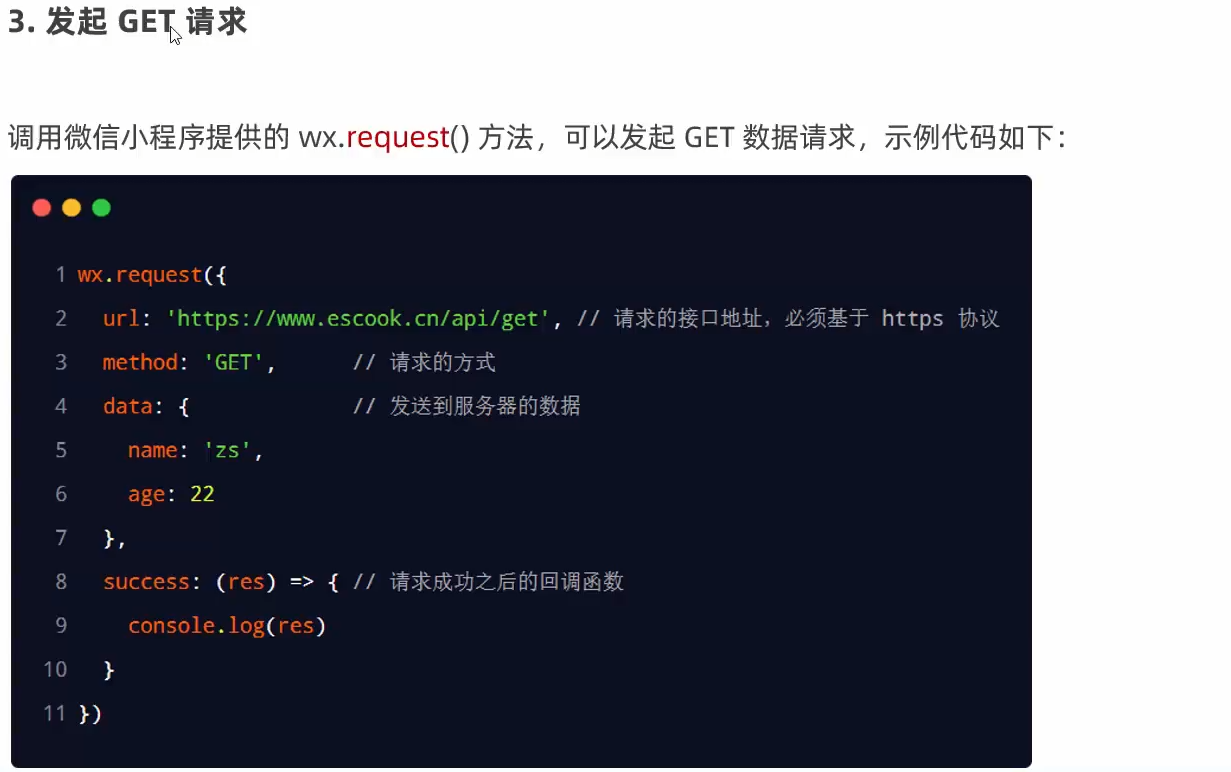 3. 发起 GET 请求
调用微信小程序提供的 wx.request() 方法，可以发起 GET 数据请求，示例代码如下：
1 wx.request({
2   url: 'https://www.escook.cn/api/get', // 请求的接口地址，必须基于 https 协议
3   method: 'GET',      // 请求的方式
4   data: {             // 发送到服务器的数据
5     name: 'zs',
6     age: 22
7   },
8   success: (res) => { // 请求成功之后的回调函数
9     console.log(res)
10   }
11 })